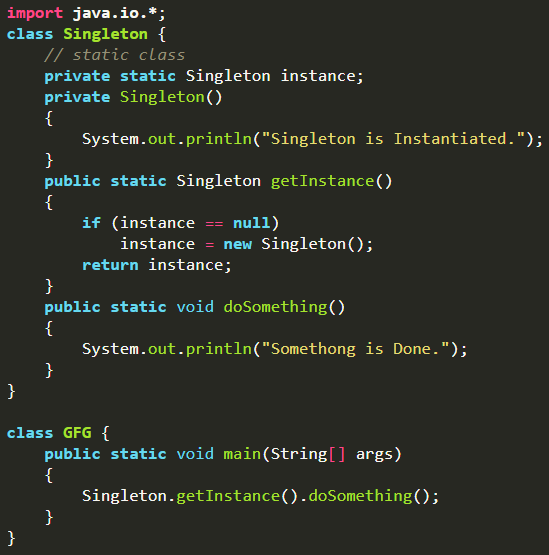 import java.io.*;
class Singleton {
    // static class
    private static Singleton instance;
    private Singleton()
    {
        System.out.println("Singleton is Instantiated.");
    }
    public static Singleton getInstance()
    {
        if (instance == null)
            instance = new Singleton();
        return instance;
    }
    public static void doSomething()
    {
        System.out.println("Somethong is Done.");
    }
}

class GFG {
    public static void main(String[] args)
    {
        Singleton.getInstance().doSomething();
    }
}